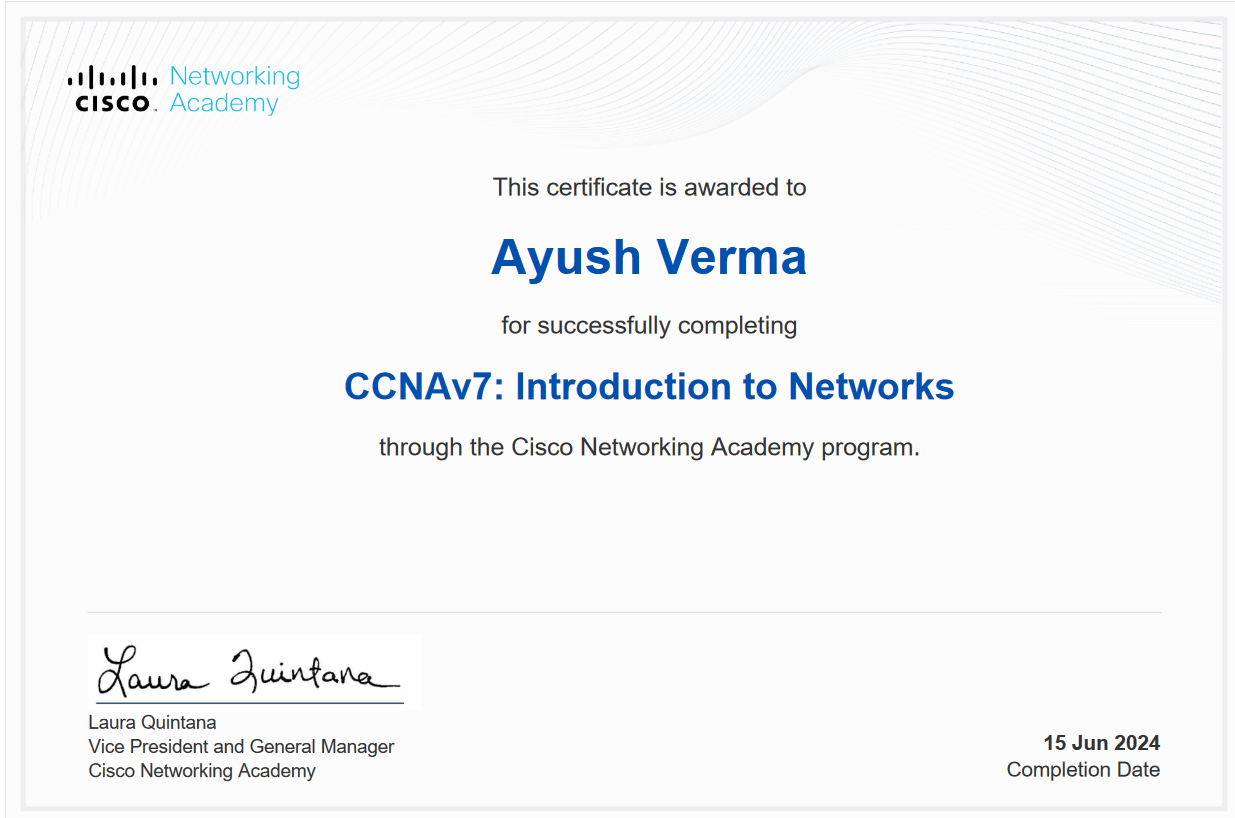 Networking
CISCO Academy
This certificate is awarded to
Ayush Verma
for successfully completing
CCNAv7: Introduction to Networks
through the Cisco Networking Academy program.
Laura Quintana
Laura Quintana
Vice President and General Manager
Cisco Networking Academy
15 Jun 2024
Completion Date